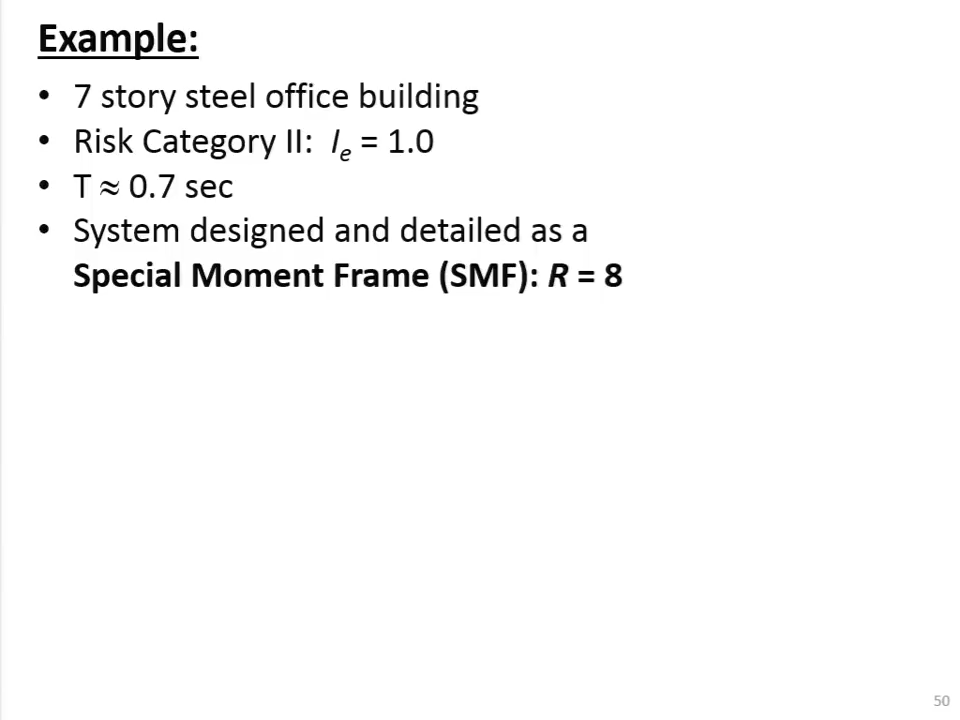 Example:
• 7 story steel office building
• Risk Category II: Ie = 1.0
• T ≈ 0.7 sec
• System designed and detailed as a
Special Moment Frame (SMF): R = 8
50